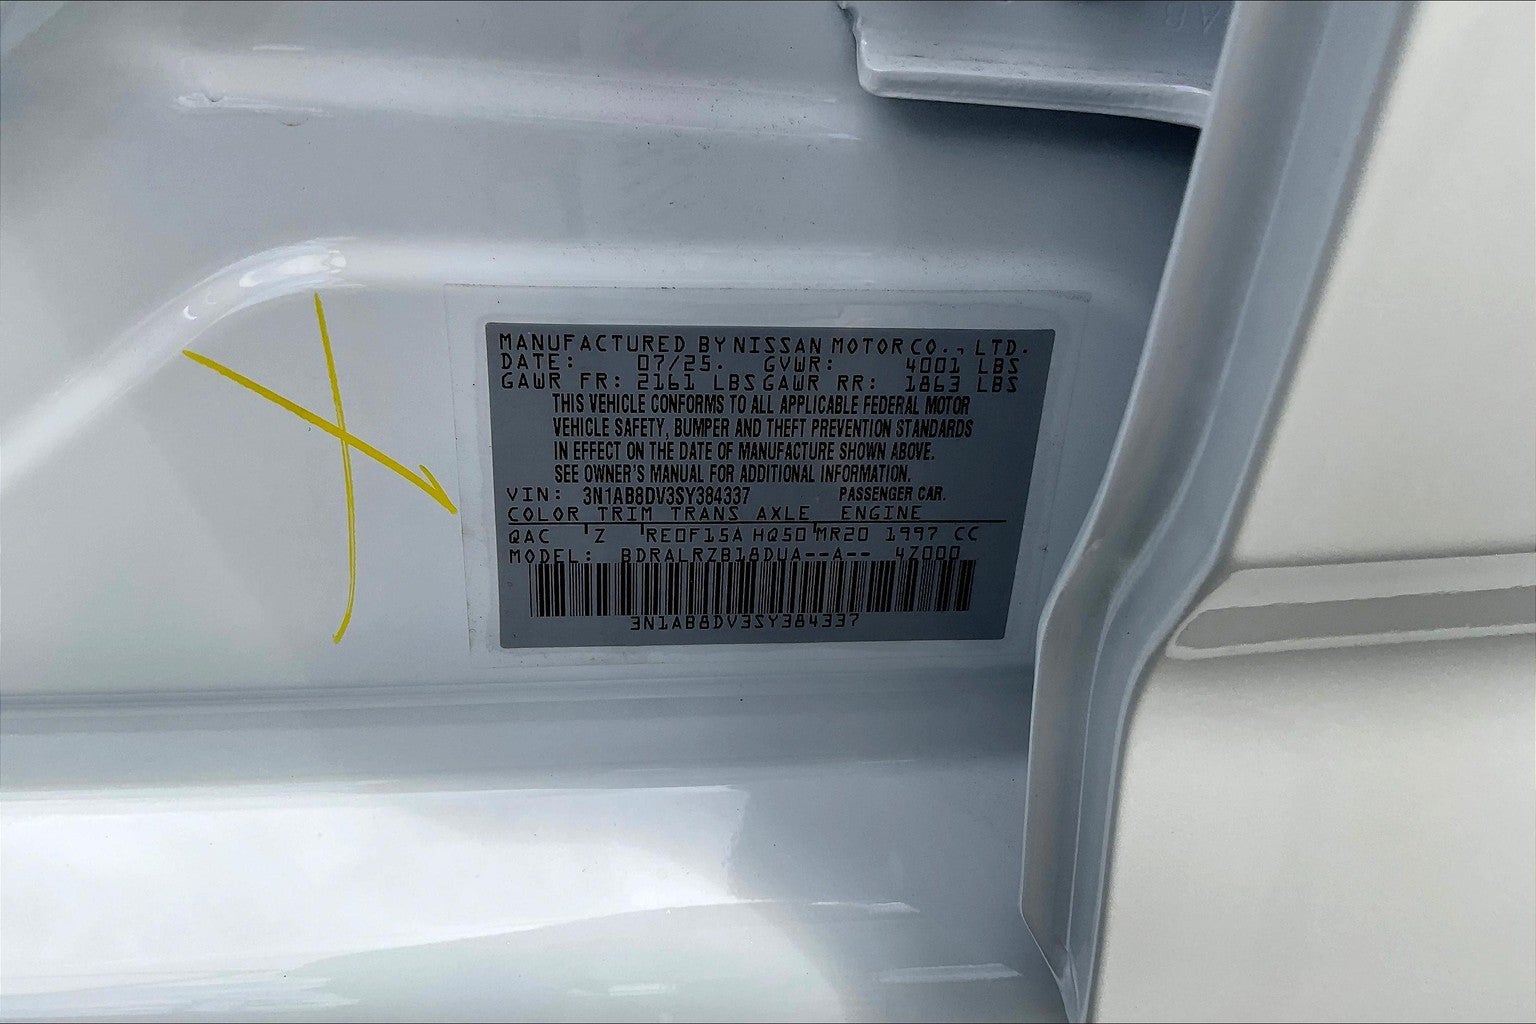 MANUFACTURED BY NISSAN MOTOR CO., LTD.
DATE: 07/25. GVWR: 4001 LBS
GAWR FR: 2161 LBS GAWR RR: 1863 LBS
THIS VEHICLE CONFORMS TO ALL APPLICABLE FEDERAL MOTOR
VEHICLE SAFETY, BUMPER AND THEFT PREVENTION STANDARDS
IN EFFECT ON THE DATE OF MANUFACTURE SHOWN ABOVE.
SEE OWNER'S MANUAL FOR ADDITIONAL INFORMATION.
VIN: 3N1AB8DV3SY384337 PASSENGER CAR.
COLOR TRIM TRANS AXLE ENGINE
QAC Z RE0F15A HQ50 MR20 1997 CC
MODEL: BDRALRZB18DUA--A-- 4Z000
3N1AB8DV3SY384337